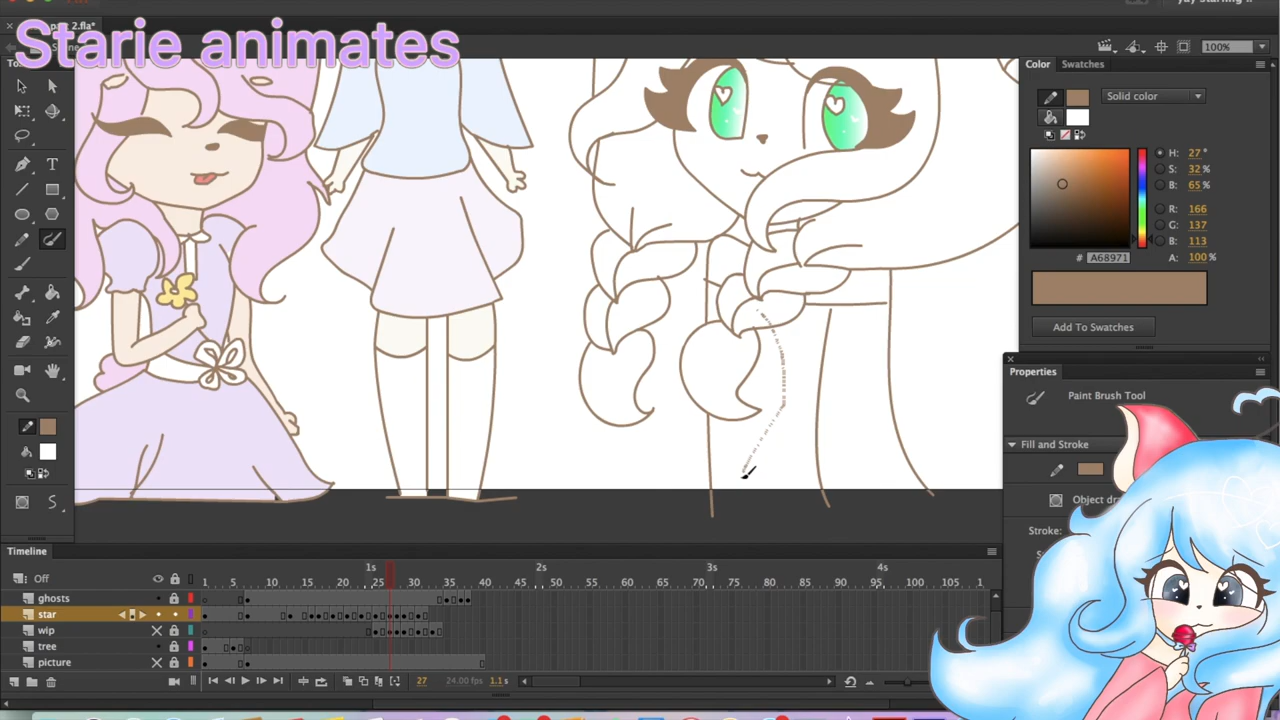 Starie animates
2.fla*
100%
Color
Swatches
Solid color
H: 27 °
S: 32 %
B: 65 %
R: 166
G: 137
B: 113
# A68971
A: 100 %
Add To Swatches
Properties
Paint Brush Tool
Fill and Stroke
Stroke:
Timeline
1s
2s
3s
4s
Off
1 5 10 15 20 25 30 35 40 45 50 55 60 65 70 75 80 85 90 95 100 105 1
ghosts
star
wip
tree
picture
27
24.00 fps
1.1 s